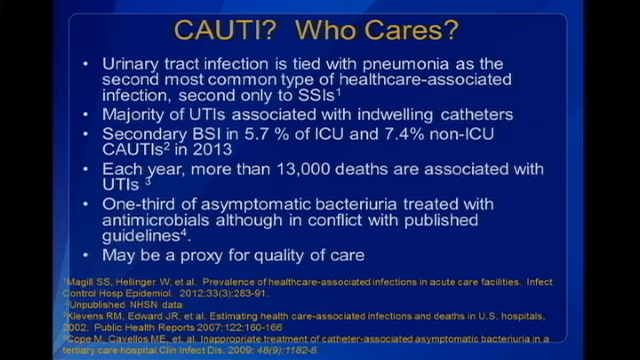 CAUTI? Who Cares?
• Urinary tract infection is tied with pneumonia as the
second most common type of healthcare-associated
infection, second only to SSIs¹
• Majority of UTIs associated with indwelling catheters
• Secondary BSI in 5.7 % of ICU and 7.4% non-ICU
CAUTIs² in 2013
• Each year, more than 13,000 deaths are associated with
UTIs ³
• One-third of asymptomatic bacteriuria treated with
antimicrobials although in conflict with published
guidelines⁴.
• May be a proxy for quality of care
¹Magill SS, Hellinger W, et al. Prevalence of healthcare-associated infections in acute care facilities. Infect
Control Hosp Epidemiol. 2012;33(3):283-91.
Unpublished NHSN data
³Klevens RM, Edward JR, et al. Estimating health care-associated infections and deaths in U.S. hospitals,
2002. Public Health Reports 2007;122:160-166
⁴Cope M, Cavellos ME, et al. Inappropriate treatment of catheter-associated asymptomatic bacteriuria in a
tertiary care hospital.Clin Infect Dis. 2009; 48(9):1182-8.